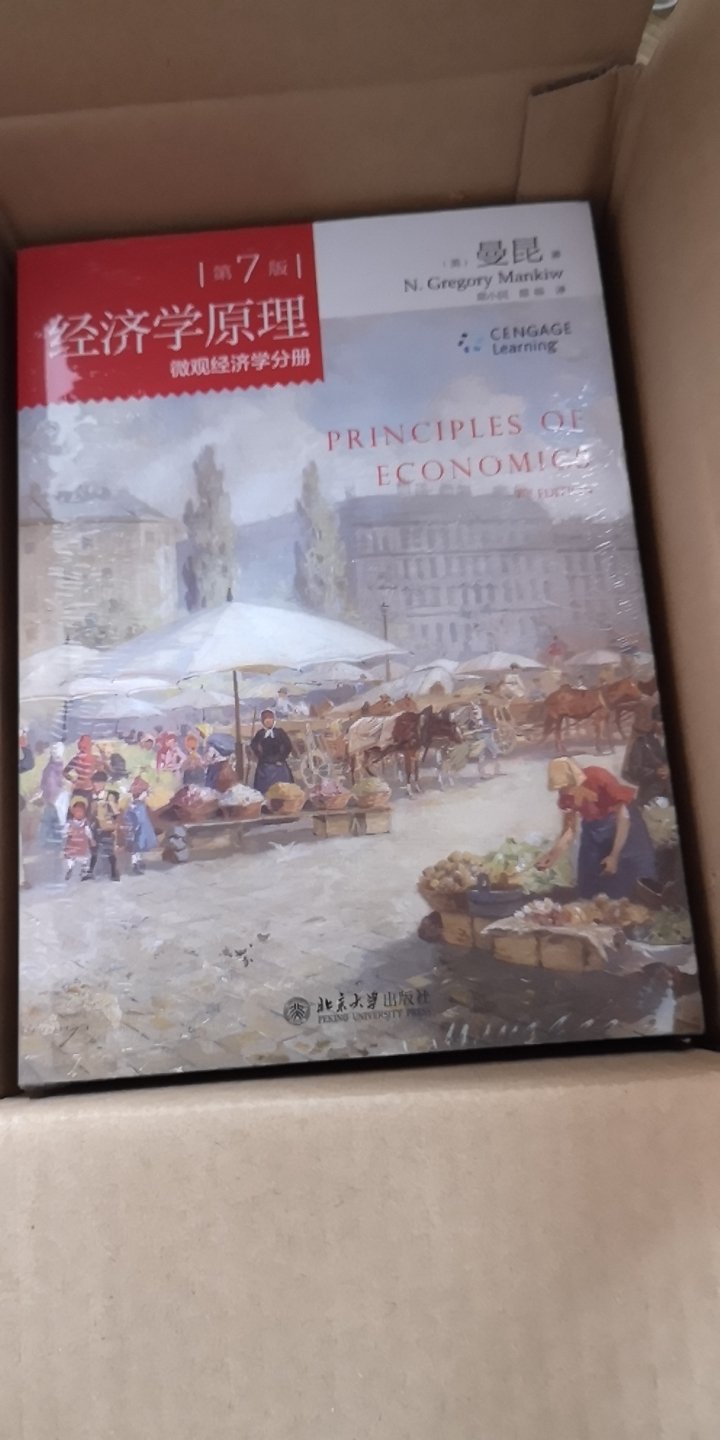 第7版
经济学原理
微观经济学分册
（美） 曼昆 著
N. Gregory Mankiw
CENGAGE
Learning
PRINCIPLES OF
ECONOMICS
EDITION
北京大学出版社
PEKING UNIVERSITY PRESS